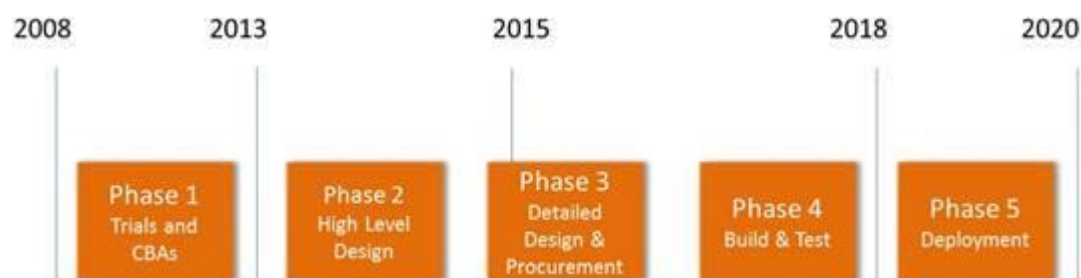 2008 2013 2015 2018 2020
Phase 1
Trials and
CBAs
Phase 2
High Level
Design
Phase 3
Detailed
Design &
Procurement
Phase 4
Build & Test
Phase 5
Deployment